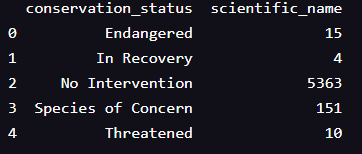 conservation_status scientific_name
0 Endangered 15
1 In Recovery 4
2 No Intervention 5363
3 Species of Concern 151
4 Threatened 10